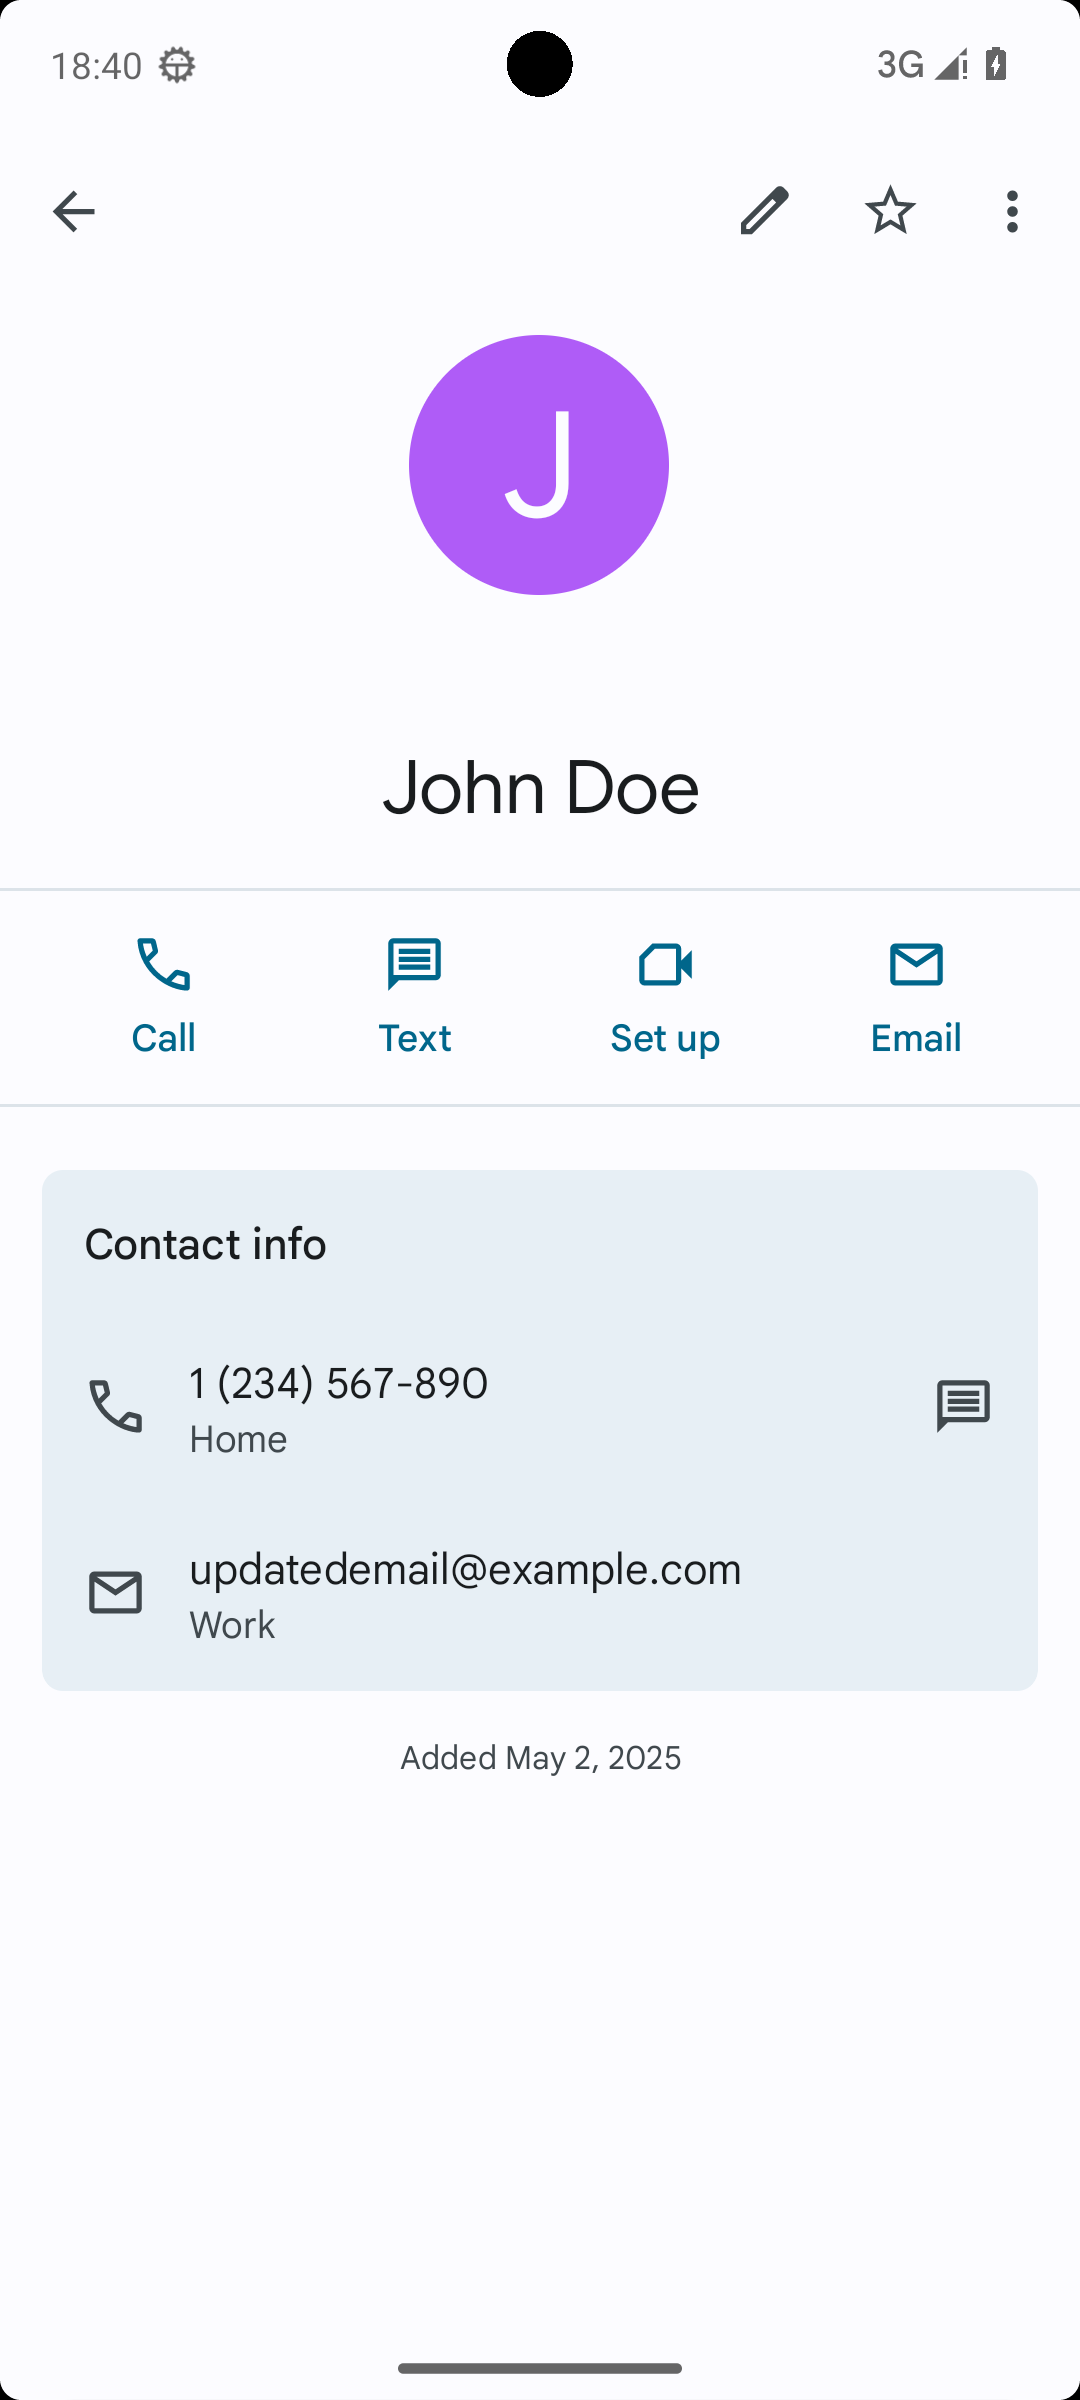 18:40 3G
J
John Doe
Call Text Set up Email
Contact info
1 (234) 567-890
Home
updatedemail@example.com
Work
Added May 2, 2025